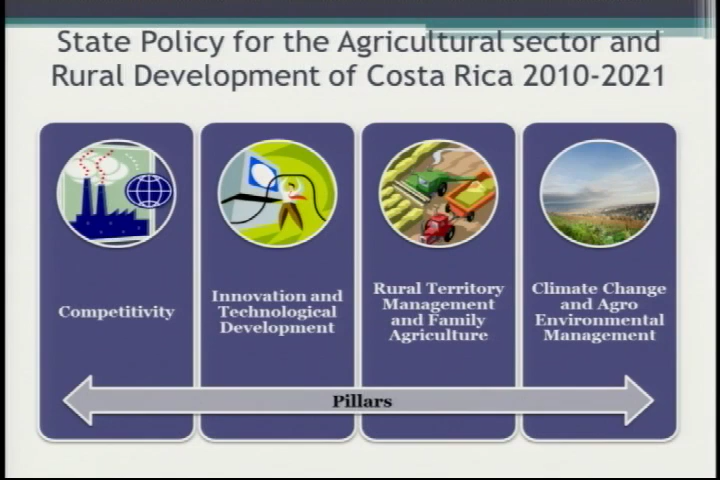 State Policy for the Agricultural sector and
Rural Development of Costa Rica 2010-2021
Competitivity
Innovation and
Technological
Development
Rural Territory
Management
and Family
Agriculture
Climate Change
and Agro
Environmental
Management
Pillars